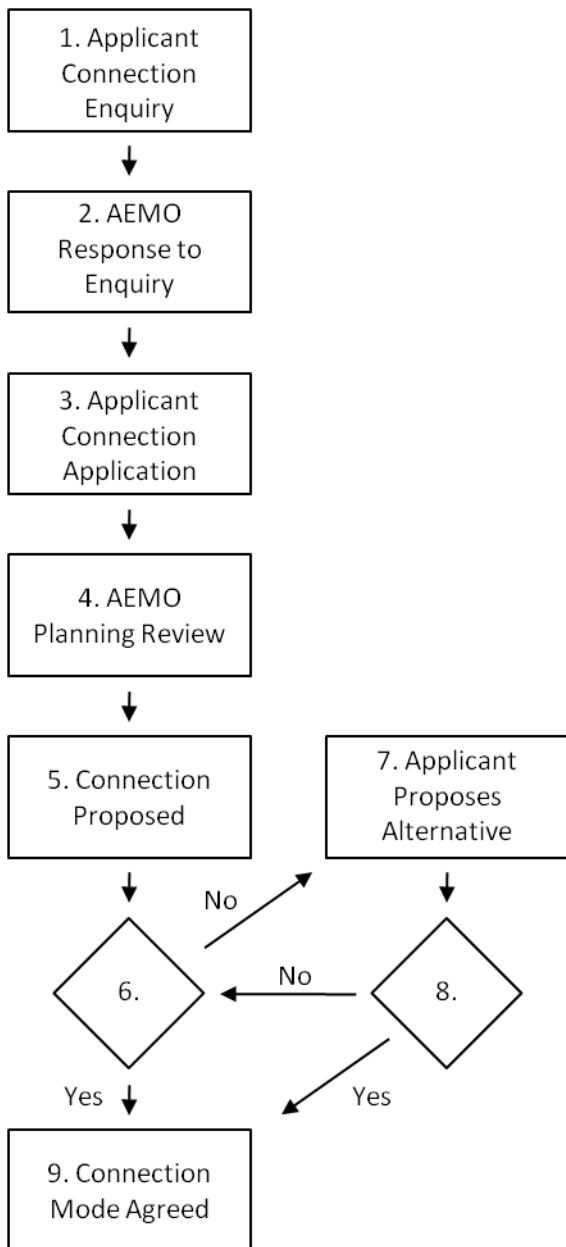 1. Applicant
Connection
Enquiry
2. AEMO
Response to
Enquiry
3. Applicant
Connection
Application
4. AEMO
Planning Review
5. Connection
Proposed
7. Applicant
Proposes
Alternative
No
6.
No
8.
Yes
Yes
9. Connection
Mode Agreed